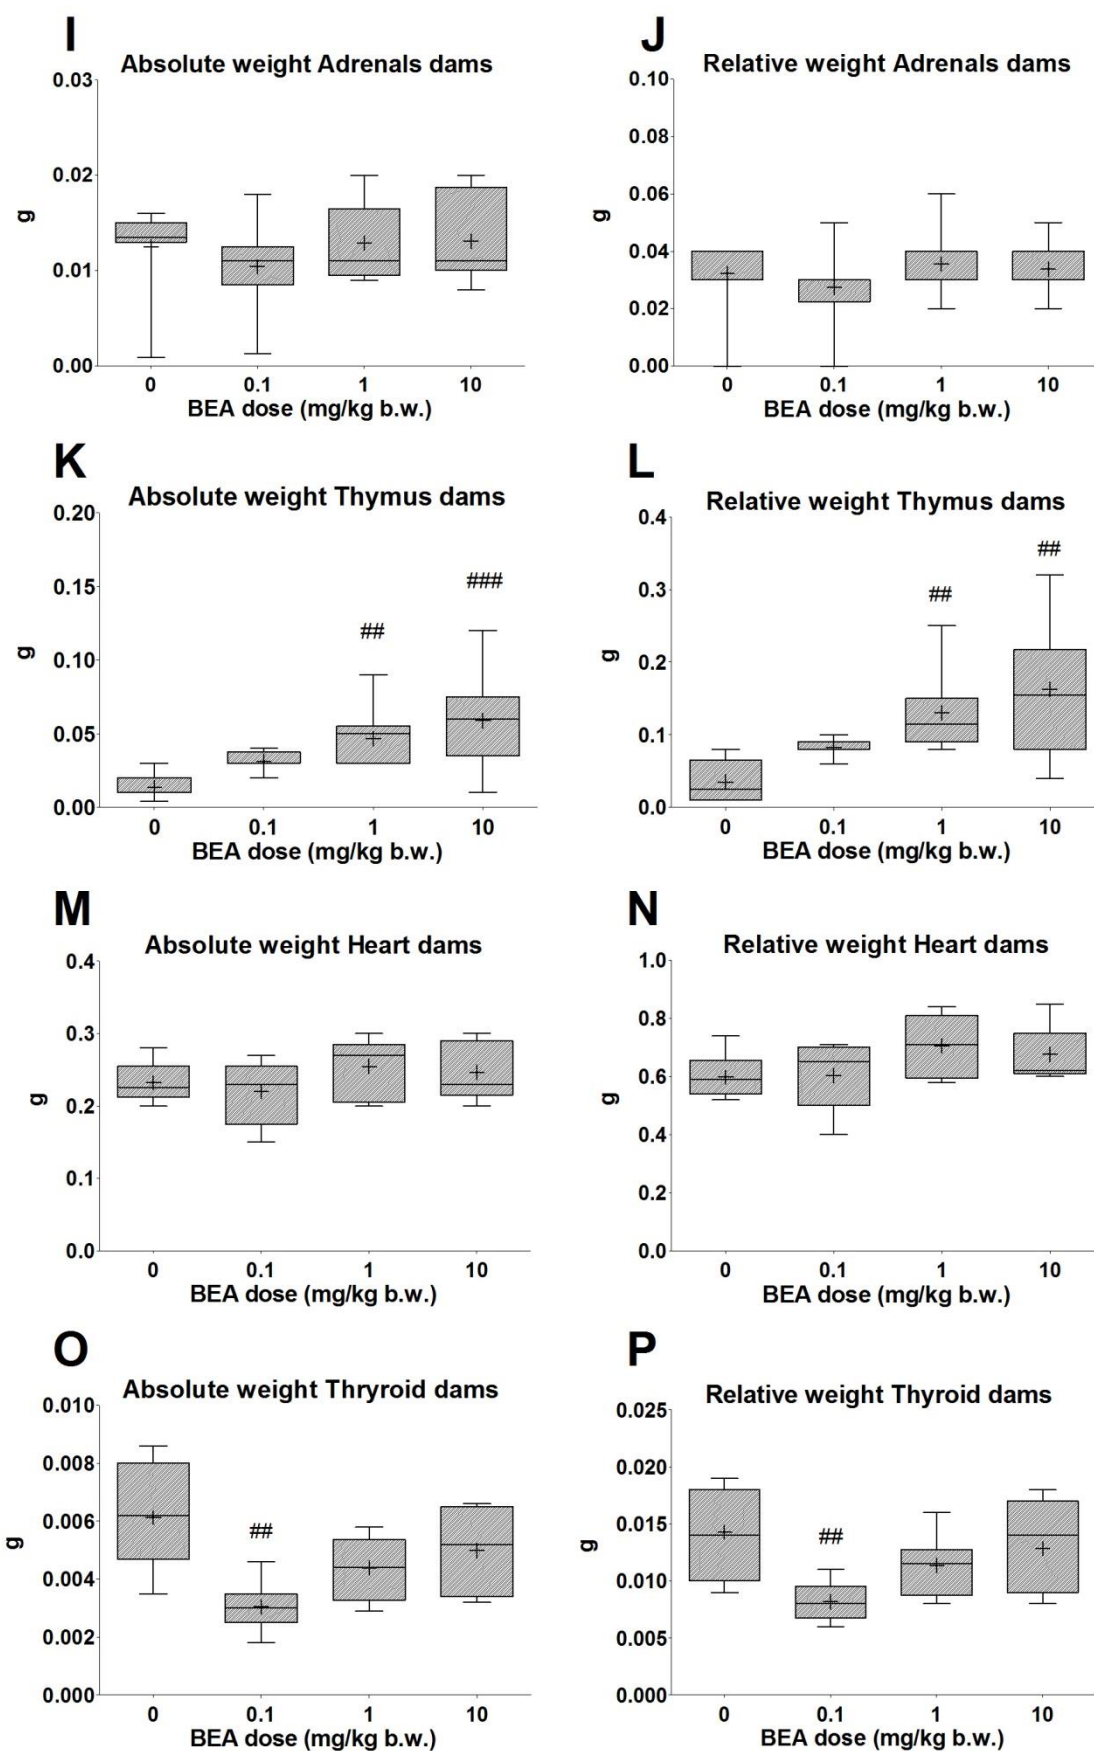 I
Absolute weight Adrenals dams
0.03
0.02
0.01
0.00
g
0 0.1 1 10
BEA dose (mg/kg b.w.)
J
Relative weight Adrenals dams
0.10
0.08
0.06
0.04
0.02
0.00
g
0 0.1 1 10
BEA dose (mg/kg b.w.)
K
Absolute weight Thymus dams
0.20
0.15
0.10
0.05
0.00
g
##
###
0 0.1 1 10
BEA dose (mg/kg b.w.)
L
Relative weight Thymus dams
0.4
0.3
0.2
0.1
0.0
g
##
##
0 0.1 1 10
BEA dose (mg/kg b.w.)
M
Absolute weight Heart dams
0.4
0.3
0.2
0.1
0.0
g
0 0.1 1 10
BEA dose (mg/kg b.w.)
N
Relative weight Heart dams
1.0
0.8
0.6
0.4
0.2
0.0
g
0 0.1 1 10
BEA dose (mg/kg b.w.)
O
Absolute weight Thryroid dams
0.010
0.008
0.006
0.004
0.002
0.000
g
##
0 0.1 1 10
BEA dose (mg/kg b.w.)
P
Relative weight Thyroid dams
0.025
0.020
0.015
0.010
0.005
0.000
g
##
0 0.1 1 10
BEA dose (mg/kg b.w.)